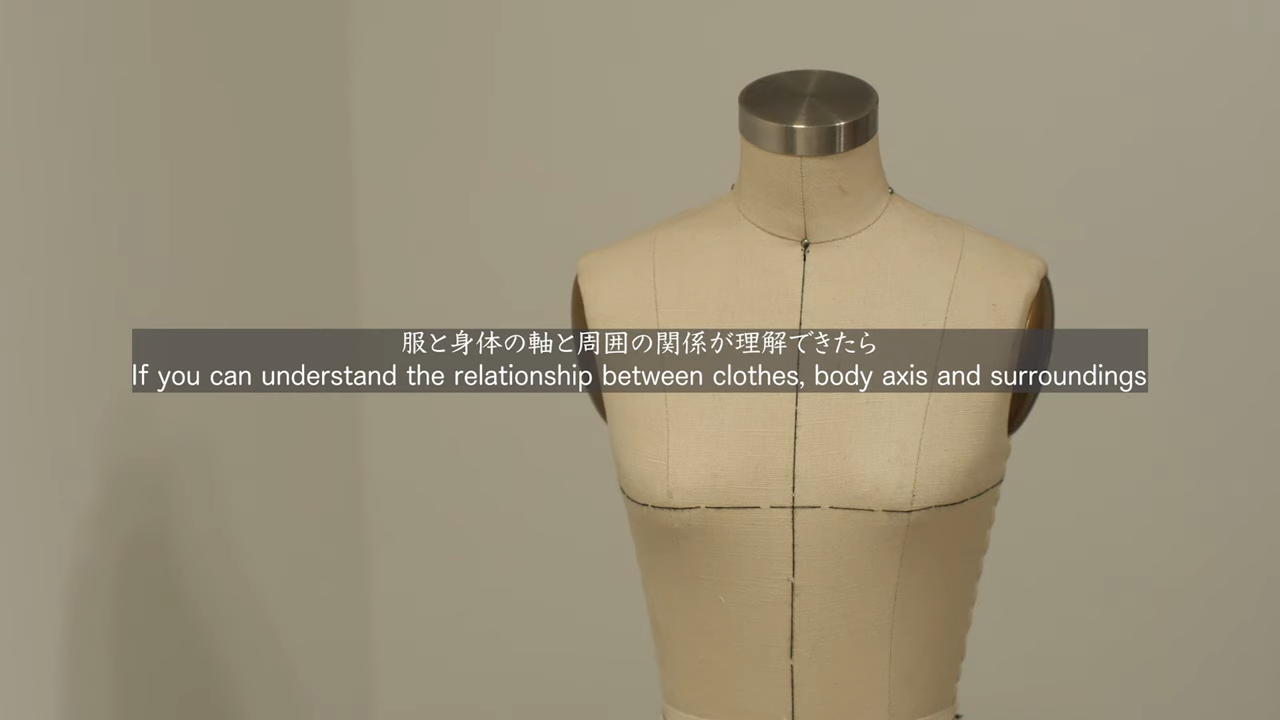 服と身体の軸と周囲の関係が理解できたら
If you can understand the relationship between clothes, body axis and surroundings